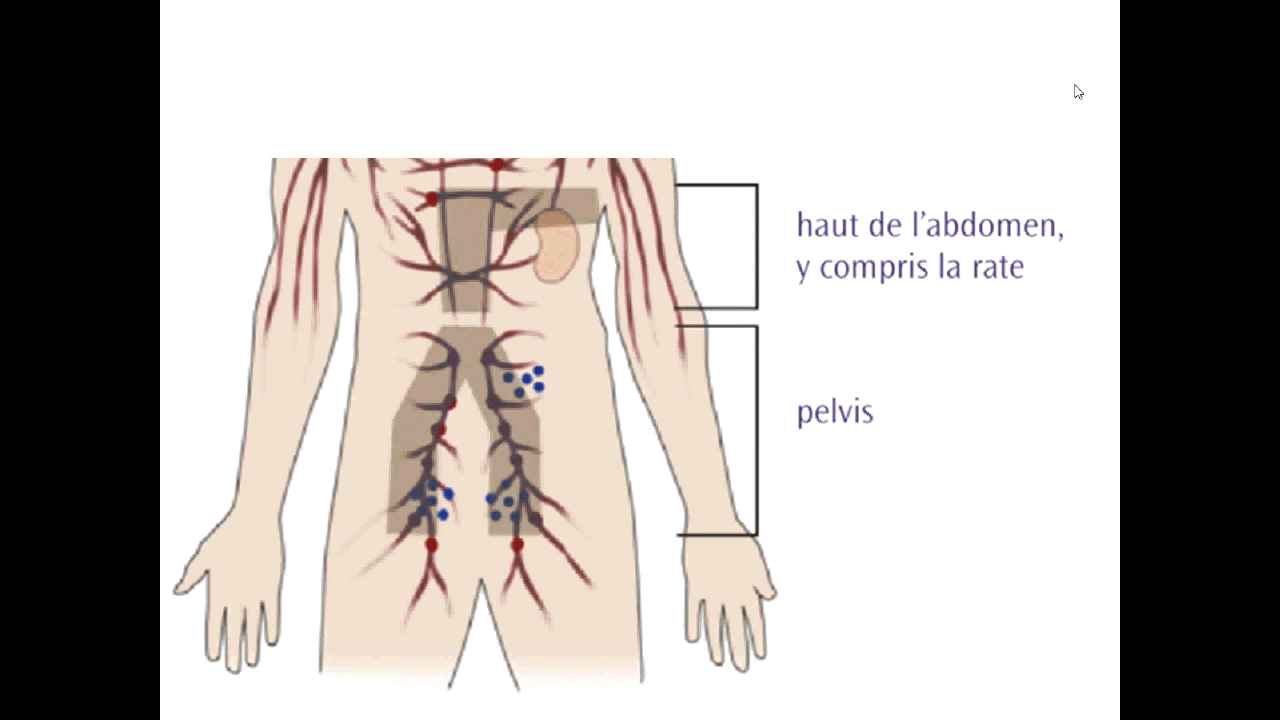 haut de l’abdomen,
y compris la rate
pelvis